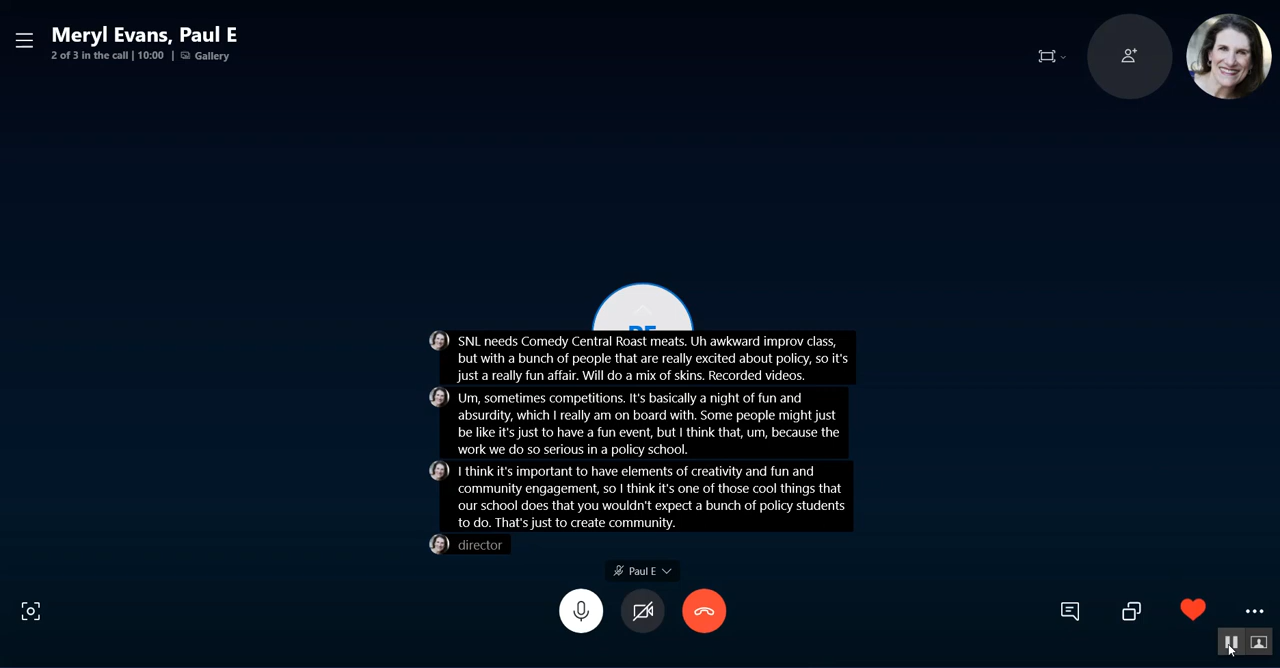 Meryl Evans, Paul E
2 of 3 in the call | 10:00 | Gallery
SNL needs Comedy Central Roast meats. Uh awkward improv class,
but with a bunch of people that are really excited about policy, so it's
just a really fun affair. Will do a mix of skins. Recorded videos.
Um, sometimes competitions. It's basically a night of fun and
absurdity, which I really am on board with. Some people might just
be like it's just to have a fun event, but I think that, um, because the
work we do so serious in a policy school.
I think it's important to have elements of creativity and fun and
community engagement, so I think it's one of those cool things that
our school does that you wouldn't expect a bunch of policy students
to do. That's just to create community.
director
Paul E